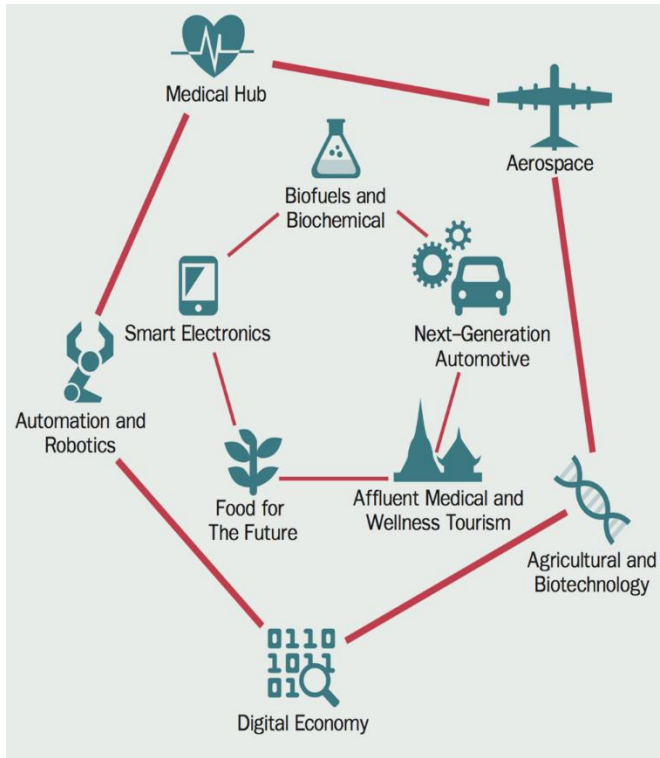 Medical Hub
Aerospace
Biofuels and
Biochemical
Smart Electronics
Next-Generation
Automotive
Automation and
Robotics
Food for
The Future
Affluent Medical and
Wellness Tourism
Agricultural and
Biotechnology
0110
1011
01
Digital Economy